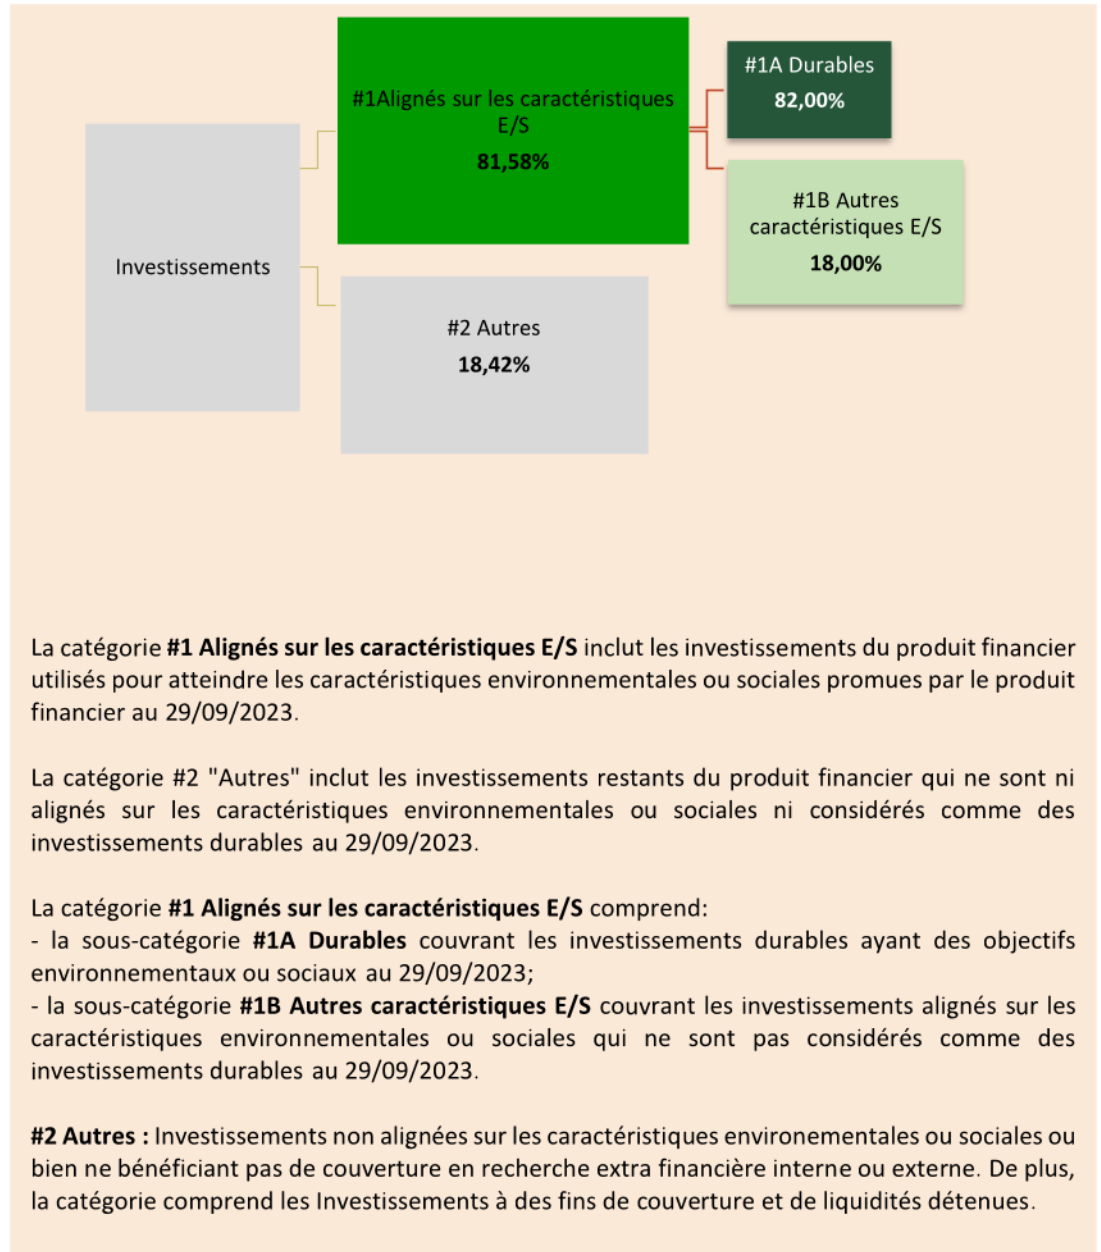 #1Alignés sur les caractéristiques
E/S
81,58%
#1A Durables
82,00%
#1B Autres
caractéristiques E/S
18,00%
Investissements
#2 Autres
18,42%
La catégorie #1 Alignés sur les caractéristiques E/S inclut les investissements du produit financier
utilisés pour atteindre les caractéristiques environnementales ou sociales promues par le produit
financier au 29/09/2023.
La catégorie #2 "Autres" inclut les investissements restants du produit financier qui ne sont ni
alignés sur les caractéristiques environnementales ou sociales ni considérés comme des
investissements durables au 29/09/2023.
La catégorie #1 Alignés sur les caractéristiques E/S comprend:
- la sous-catégorie #1A Durables couvrant les investissements durables ayant des objectifs
environnementaux ou sociaux au 29/09/2023;
- la sous-catégorie #1B Autres caractéristiques E/S couvrant les investissements alignés sur les
caractéristiques environnementales ou sociales qui ne sont pas considérés comme des
investissements durables au 29/09/2023.
#2 Autres : Investissements non alignées sur les caractéristiques environementales ou sociales ou
bien ne bénéficiant pas de couverture en recherche extra financière interne ou externe. De plus,
la catégorie comprend les Investissements à des fins de couverture et de liquidités détenues.